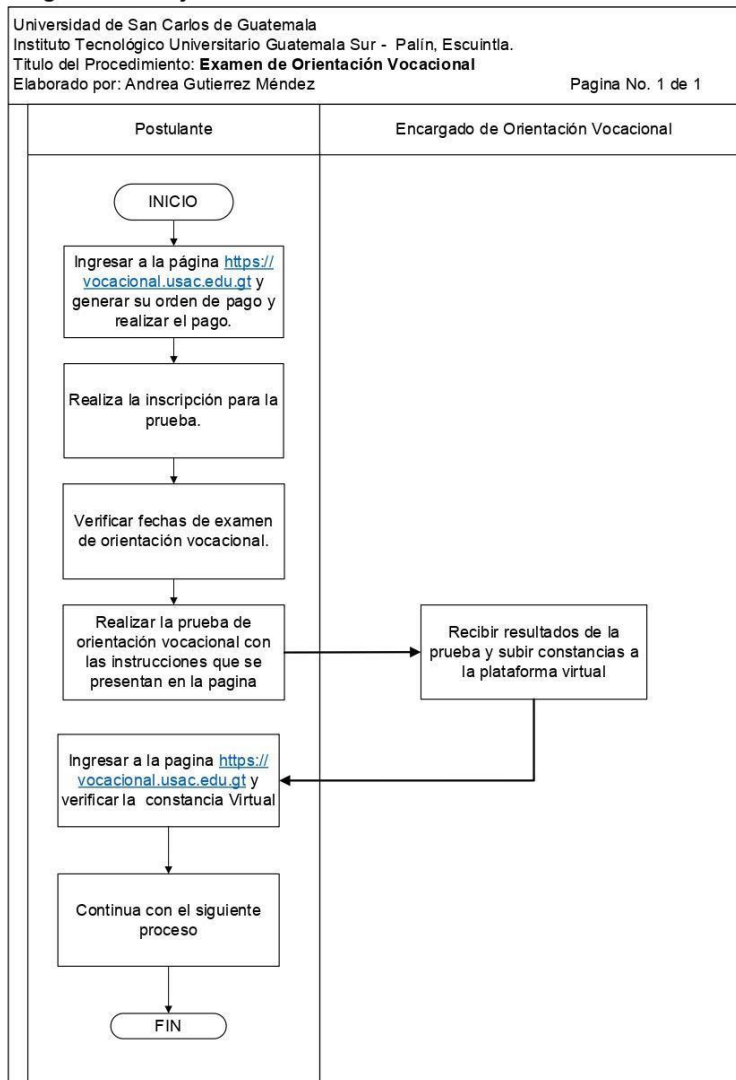 Universidad de San Carlos de Guatemala
Instituto Tecnológico Universitario Guatemala Sur - Palín, Escuintla.
Titulo del Procedimiento: Examen de Orientación Vocacional
Elaborado por: Andrea Gutierrez Méndez Pagina No. 1 de 1
Postulante Encargado de Orientación Vocacional
INICIO
Ingresar a la página https://
vocacional.usac.edu.gt y
generar su orden de pago y
realizar el pago.
Realiza la inscripción para la
prueba.
Verificar fechas de examen
de orientación vocacional.
Realizar la prueba de
orientación vocacional con
las instrucciones que se
presentan en la pagina
Recibir resultados de la
prueba y subir constancias a
la plataforma virtual
Ingresar a la pagina https://
vocacional.usac.edu.gt y
verificar la constancia Virtual
Continua con el siguiente
proceso
FIN